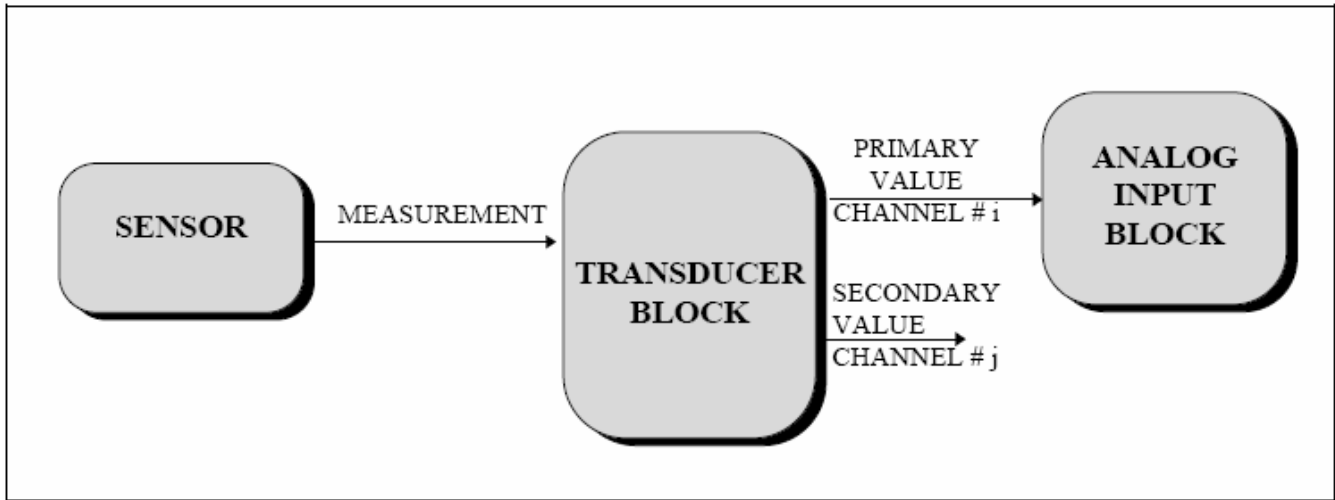 SENSOR
MEASUREMENT
TRANSDUCER
BLOCK
PRIMARY
VALUE
CHANNEL # i
SECONDARY
VALUE
CHANNEL # j
ANALOG
INPUT
BLOCK